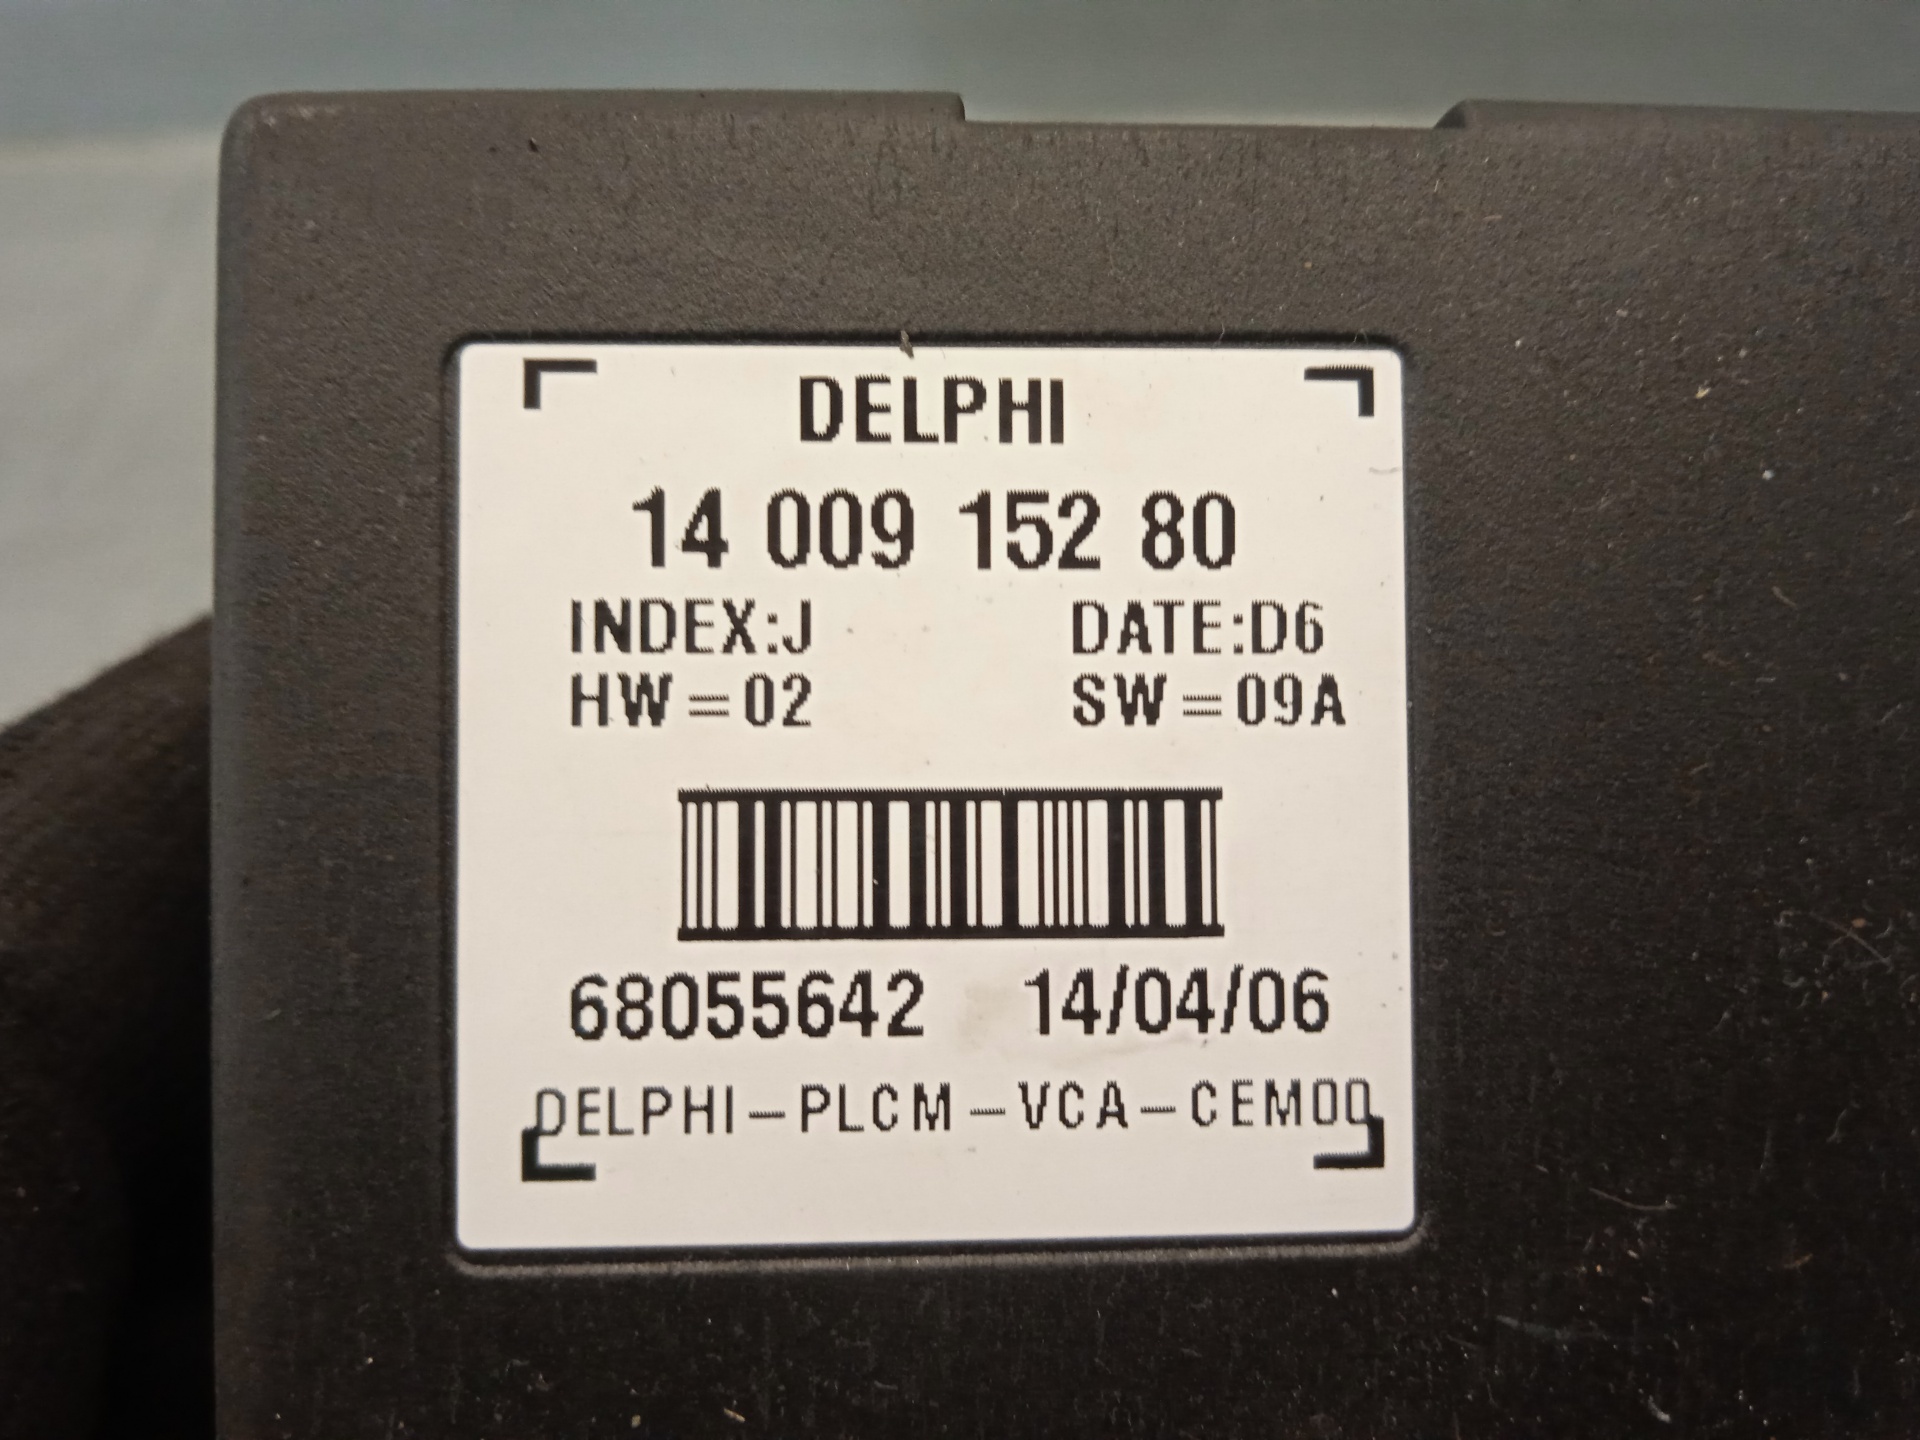 DELPHI
14 009 152 80
INDEX:J DATE:D6
HW=02 SW=09A
68055642 14/04/06
DELPHI-PLCM-VCA-CEM00